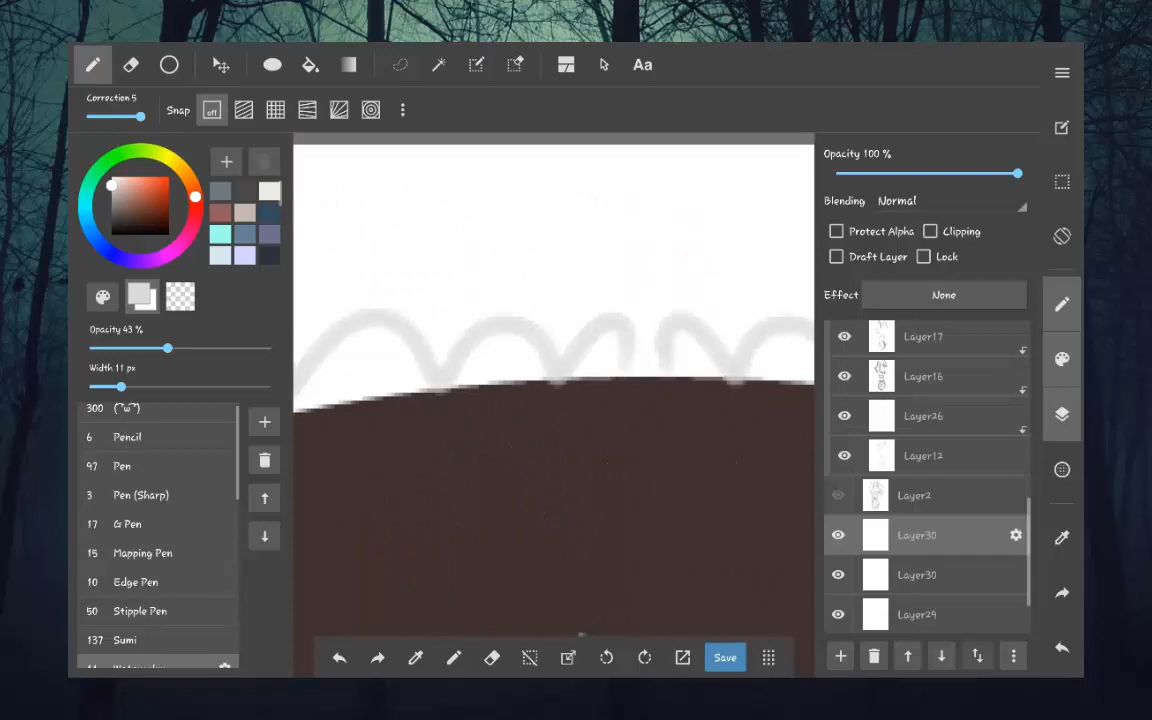 Aa
Correction 5
Snap
off
Opacity 100 %
Blending Normal
Protect Alpha Clipping
Draft Layer Lock
Effect None
Opacity 43 %
Width 11 px
300
6 Pencil
97 Pen
3 Pen (Sharp)
17 G Pen
15 Mapping Pen
10 Edge Pen
50 Stipple Pen
137 Sumi
Layer17
Layer16
Layer26
Layer12
Layer2
Layer30
Layer30
Layer29
Save